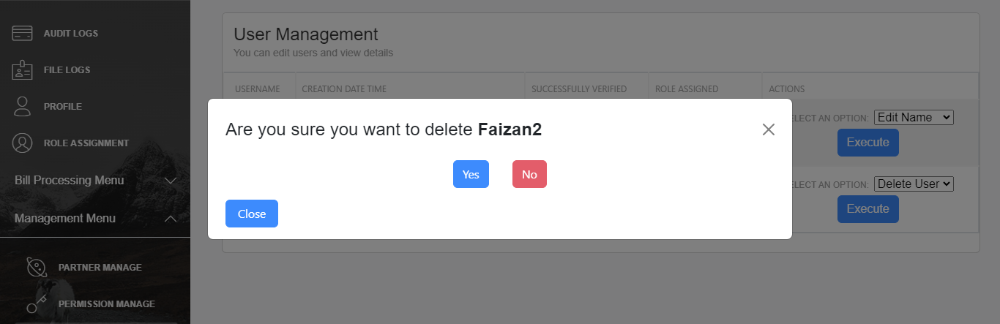 AUDIT LOGS
FILE LOGS
PROFILE
ROLE ASSIGNMENT
Bill Processing Menu
Management Menu
PARTNER MANAGE
PERMISSION MANAGE
User Management
You can edit users and view details
USERNAME CREATION DATE TIME SUCCESSFULLY VERIFIED ROLE ASSIGNED ACTIONS
Are you sure you want to delete Faizan2
Yes No
Close
AN OPTION: Edit Name
Execute
AN OPTION: Delete User
Execute